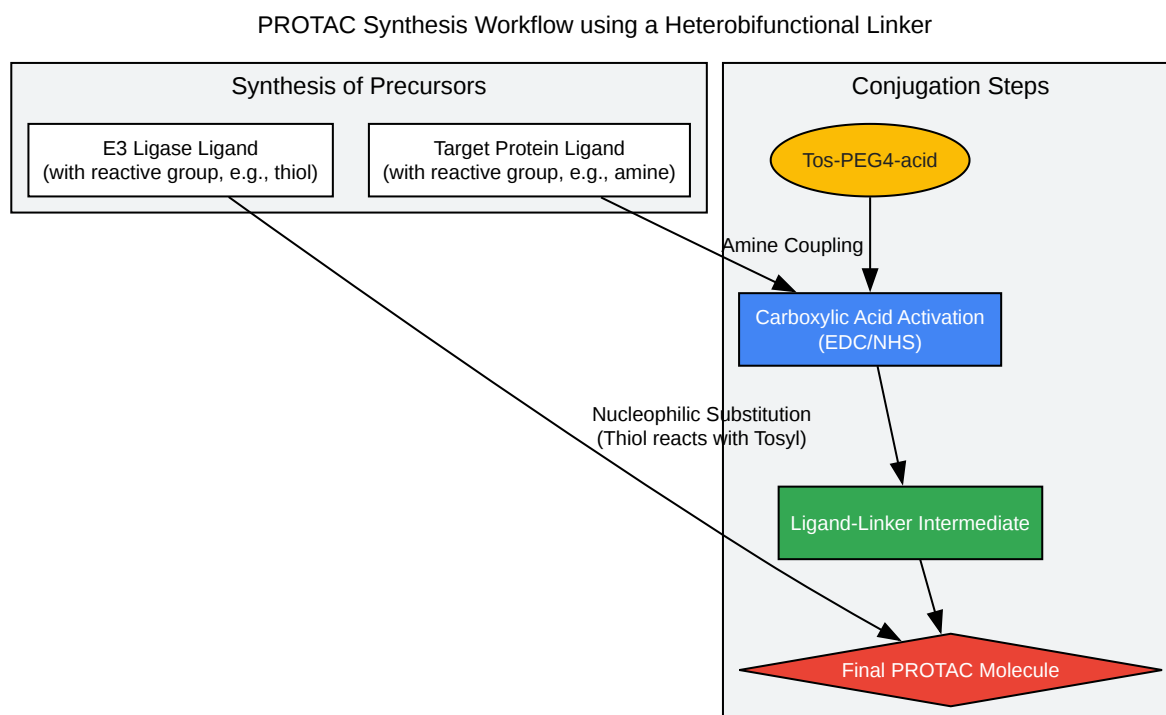 PROTAC Synthesis Workflow using a Heterobifunctional Linker
Synthesis of Precursors
E3 Ligase Ligand
(with reactive group, e.g., thiol)
Target Protein Ligand
(with reactive group, e.g., amine)
Conjugation Steps
Tos-PEG4-acid
Amine Coupling
Carboxylic Acid Activation
(EDC/NHS)
Nucleophilic Substitution
(Thiol reacts with Tosyl)
Ligand-Linker Intermediate
Final PROTAC Molecule